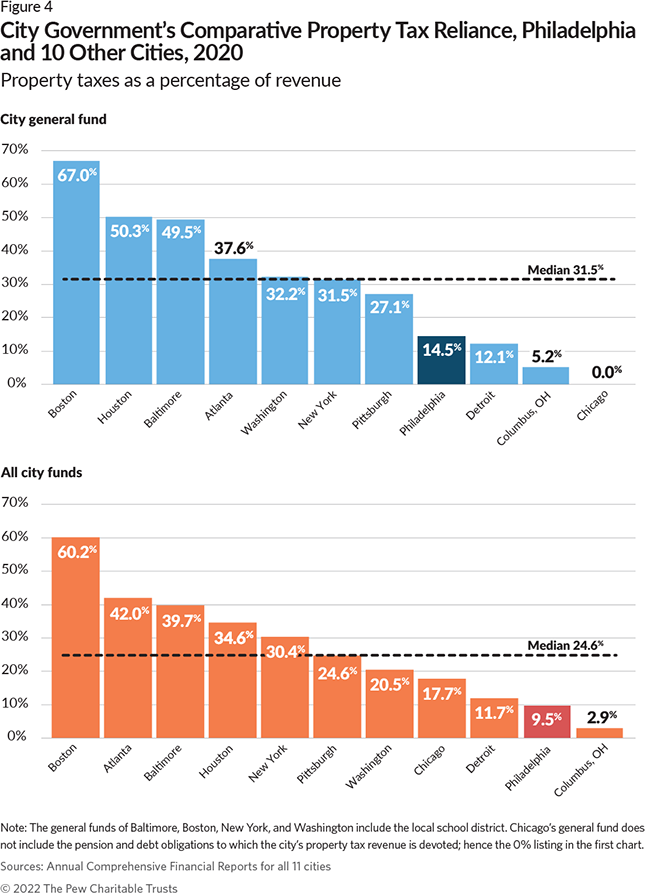 Figure 4
City Government’s Comparative Property Tax Reliance, Philadelphia
and 10 Other Cities, 2020
Property taxes as a percentage of revenue
City general fund
70%
60%
50%
40%
30%
20%
10%
0%
67.0%
50.3%
49.5%
37.6%
32.2%
31.5%
27.1%
14.5%
12.1%
5.2%
0.0%
Median 31.5%
Boston
Houston
Baltimore
Atlanta
Washington
New York
Pittsburgh
Philadelphia
Detroit
Columbus, OH
Chicago
All city funds
70%
60%
50%
40%
30%
20%
10%
0%
60.2%
42.0%
39.7%
34.6%
30.4%
24.6%
20.5%
17.7%
11.7%
9.5%
2.9%
Median 24.6%
Boston
Atlanta
Baltimore
Houston
New York
Pittsburgh
Washington
Chicago
Detroit
Philadelphia
Columbus, OH
Note: The general funds of Baltimore, Boston, New York, and Washington include the local school district. Chicago’s general fund does
not include the pension and debt obligations to which the city’s property tax revenue is devoted; hence the 0% listing in the first chart.
Sources: Annual Comprehensive Financial Reports for all 11 cities
© 2022 The Pew Charitable Trusts